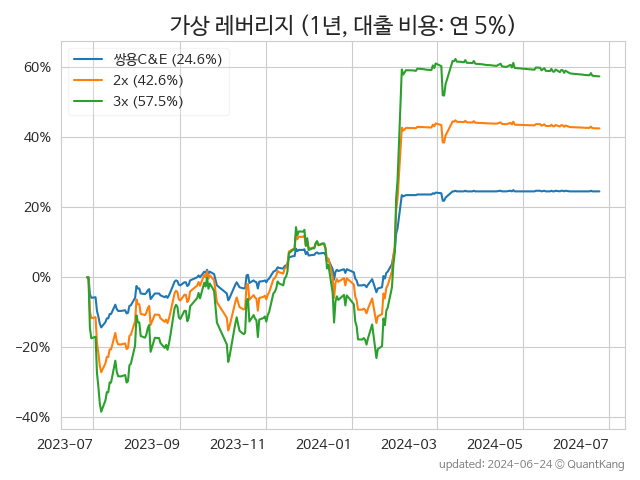 가상 레버리지 (1년, 대출 비용: 연 5%)
쌍용C&E (24.6%)
2x (42.6%)
3x (57.5%)
60%
40%
20%
0%
−20%
−40%
2023-07 2023-09 2023-11 2024-01 2024-03 2024-05 2024-07
updated: 2024-06-24 © QuantKang